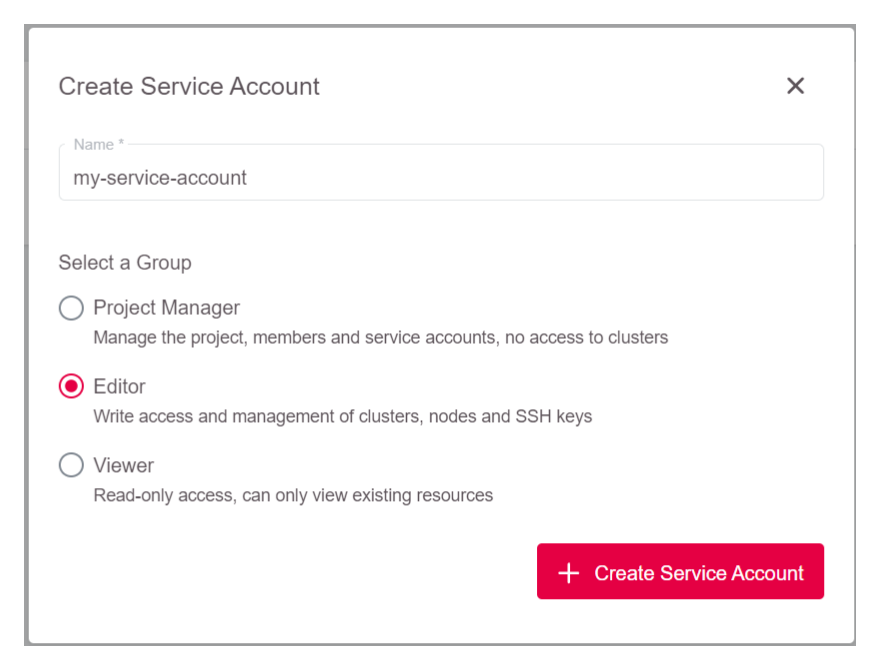 Create Service Account
Name *
my-service-account
Select a Group
Project Manager
Manage the project, members and service accounts, no access to clusters
Editor
Write access and management of clusters, nodes and SSH keys
Viewer
Read-only access, can only view existing resources
Create Service Account